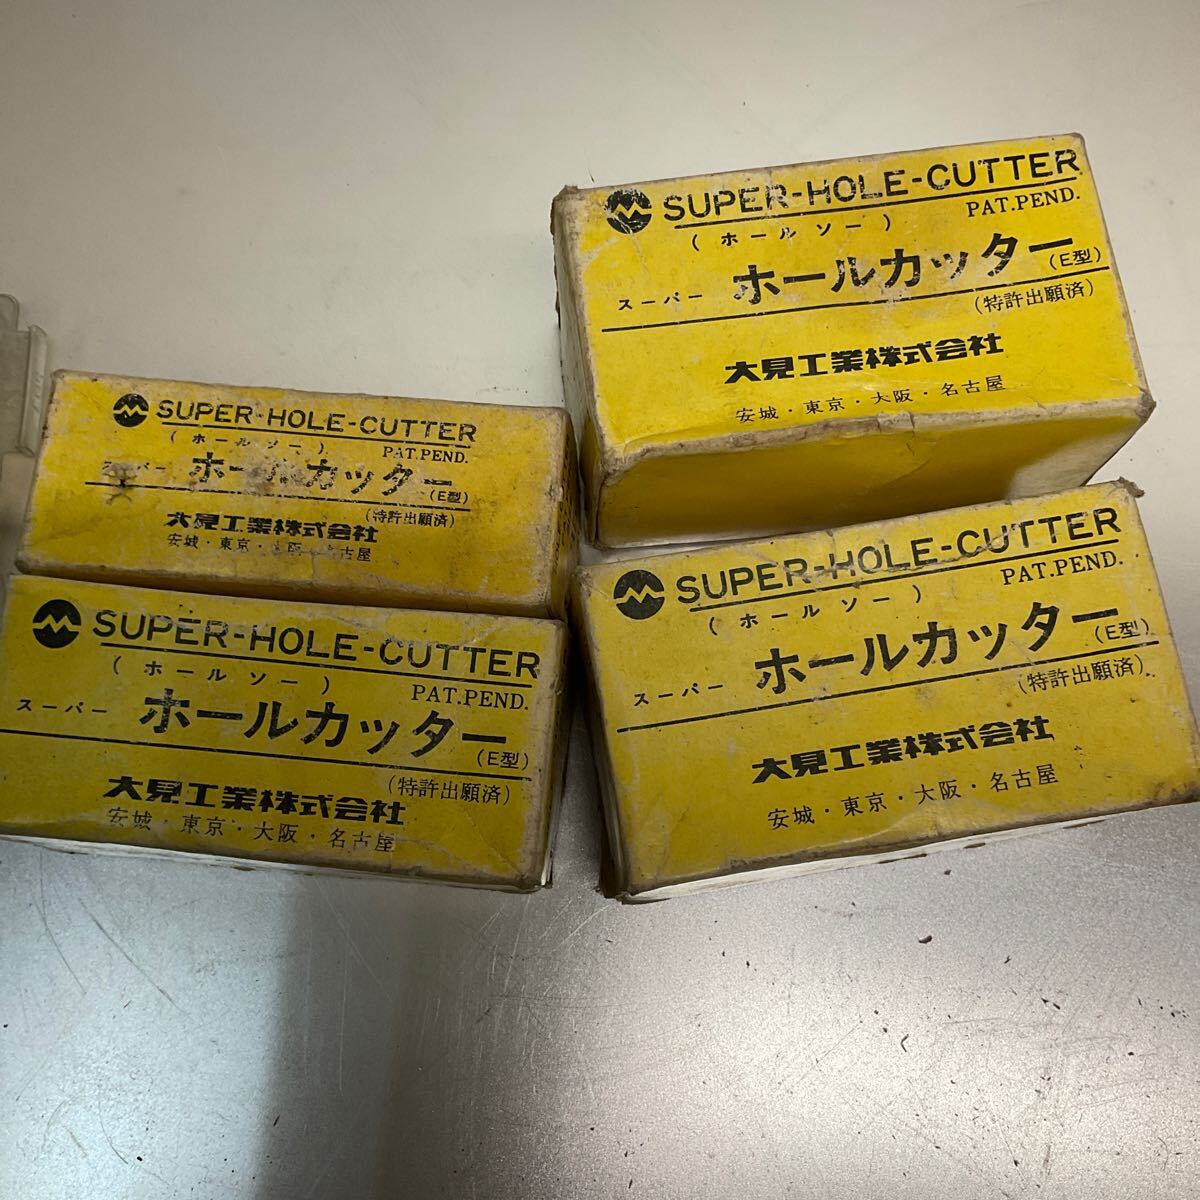 SUPER-HOLE-CUTTER
PAT.PEND.
(ホールソー)
スーパー ホールカッター (E型)
(特許出願済)
大見工業株式会社
安城・東京・大阪・名古屋
SUPER-HOLE-CUTTER
PAT.PEND.
(ホールソー)
スーパー ホールカッター (E型)
(特許出願済)
大見工業株式会社
安城・東京・大阪・名古屋
SUPER-HOLE-CUTTER
PAT.PEND.
(ホールソー)
スーパー ホールカッター (E型)
(特許出願済)
大見工業株式会社
安城・東京・大阪・名古屋
SUPER-HOLE-CUTTER
PAT.PEND.
(ホールソー)
スーパー ホールカッター (E型)
(特許出願済)
大見工業株式会社
安城・東京・大阪・名古屋